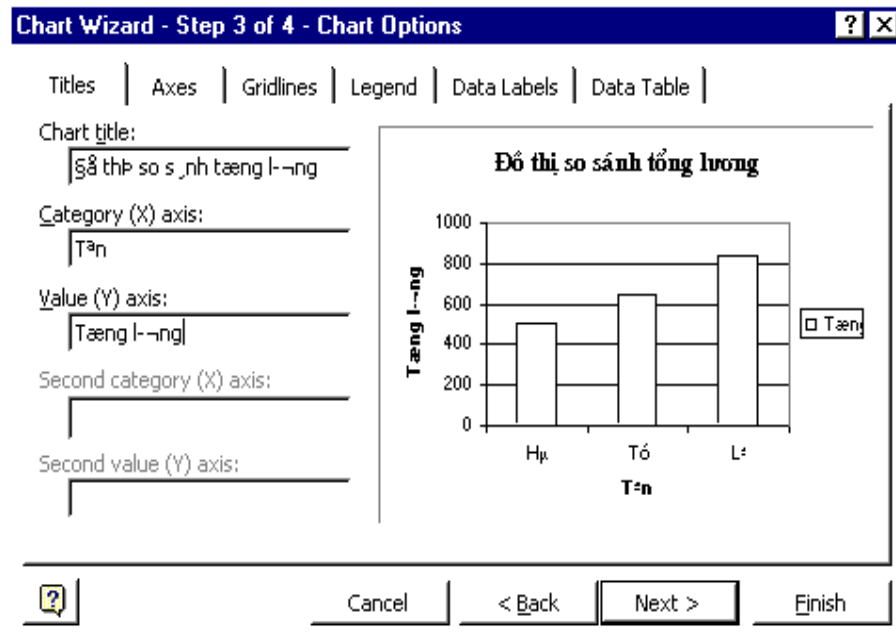 Chart Wizard - Step 3 of 4 - Chart Options
Titles Axes Gridlines Legend Data Labels Data Table
Chart title:
§å thÞ so s¸nh tæng l-¬ng
Category (X) axis:
Tªn
Value (Y) axis:
Tæng l-¬ng
Second category (X) axis:
Second value (Y) axis:
Đồ thị so sánh tổng lương
Tæng l-¬ng
1000
800
600
400
200
0
Hµ Tó Lª
Tªn
Tæng
Cancel < Back Next > Finish